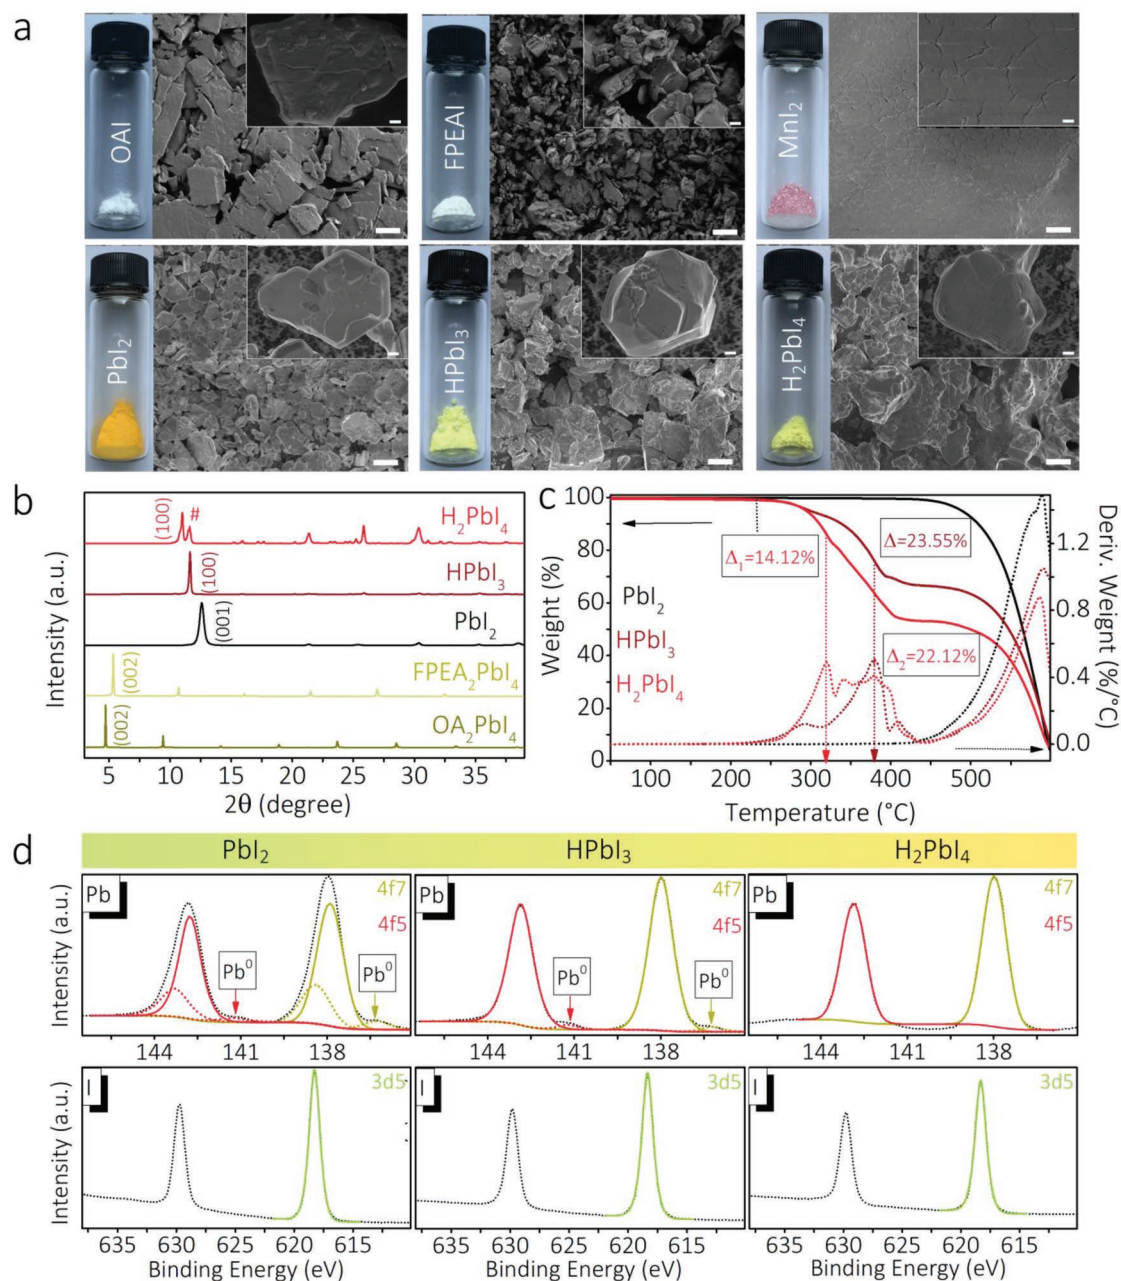 a
OAI
FPEAI
MnI2
PbI2
HPbI3
H2PbI4
b
Intensity (a.u.)
(100)
#
H2PbI4
HPbI3
(100)
PbI2
(001)
FPEA2PbI4
(002)
OA2PbI4
(002)
5 10 15 20 25 30 35
2θ (degree)
c
Weight (%)
100
80
60
40
20
0
Δ1=14.12%
Δ=23.55%
Δ2=22.12%
PbI2
HPbI3
H2PbI4
100 200 300 400 500
Temperature (°C)
1.2
0.8
0.4
0.0
Deriv. Weignt (%/°C)
d
PbI2 HPbI3 H2PbI4
Intensity (a.u.)
Pb
4f7
4f5
Pb0
Pb0
144 141 138
Pb
4f7
4f5
Pb0
Pb0
144 141 138
Pb
4f7
4f5
144 141 138
Intensity (a.u.)
I
3d5
635 630 625 620 615
Binding Energy (eV)
I
3d5
635 630 625 620 615
Binding Energy (eV)
I
3d5
635 630 625 620 615
Binding Energy (eV)